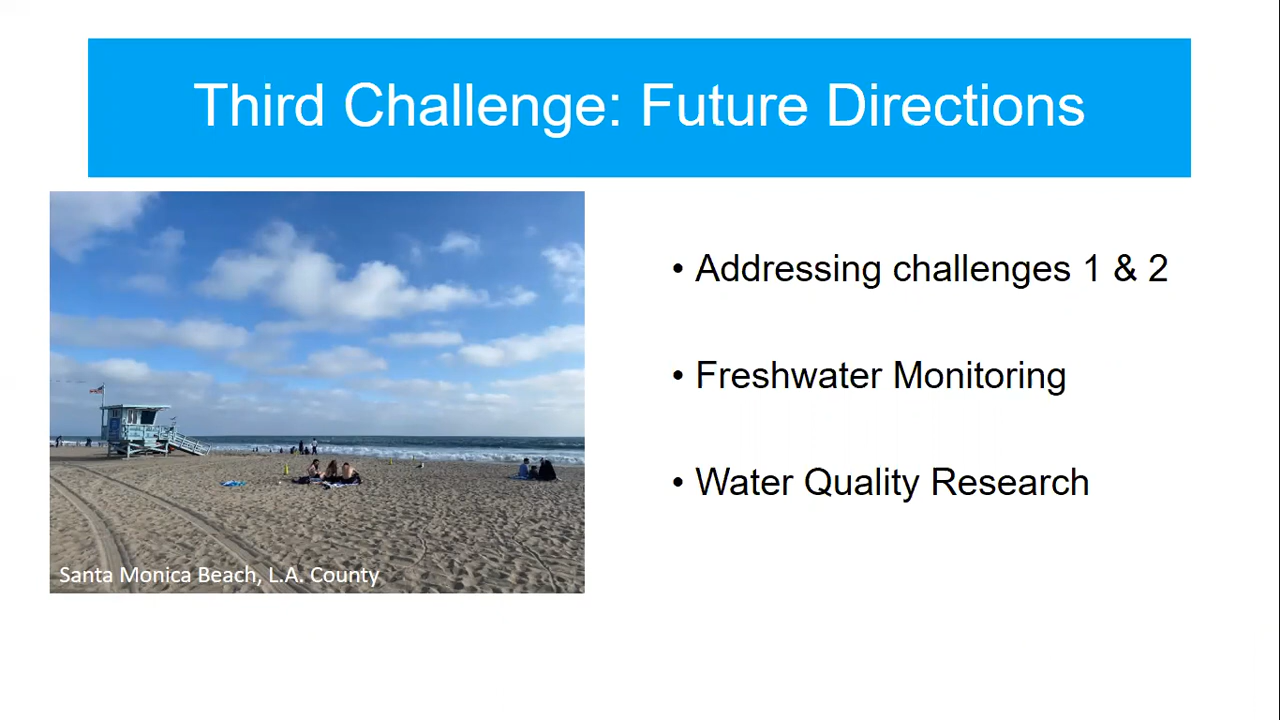 Third Challenge: Future Directions
Santa Monica Beach, L.A. County
• Addressing challenges 1 & 2
• Freshwater Monitoring
• Water Quality Research